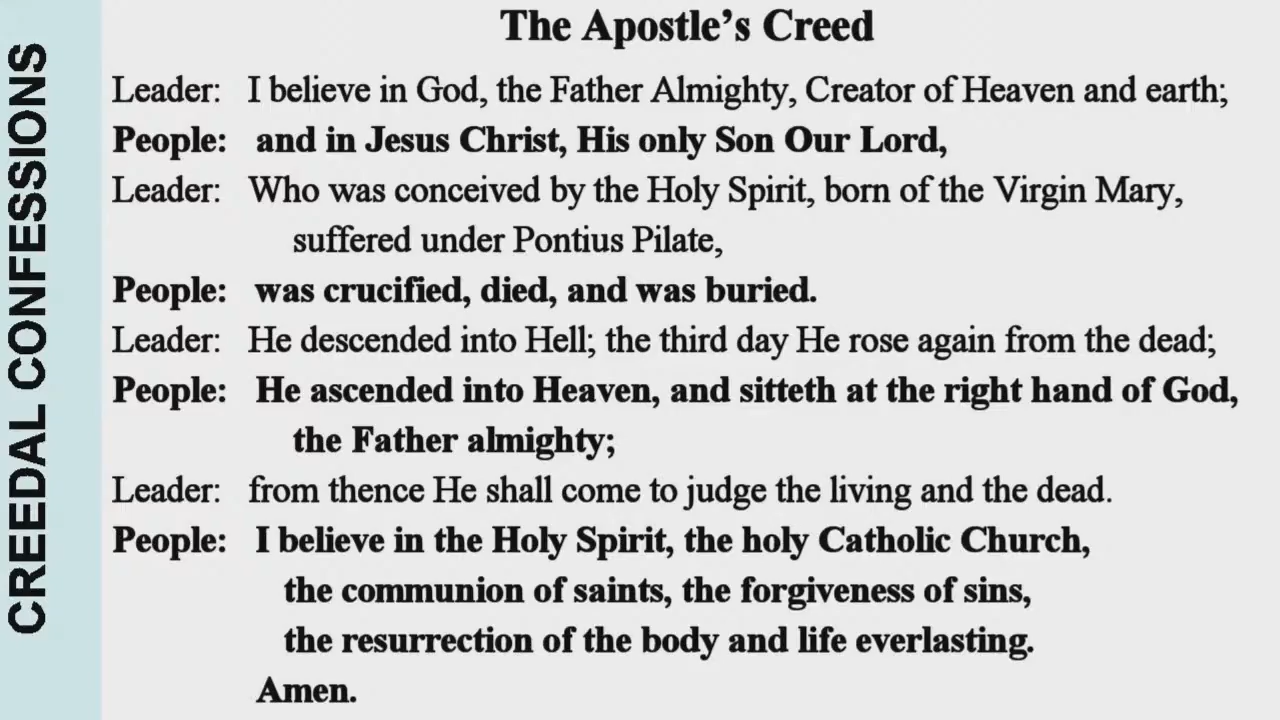 CREEDAL CONFESSIONS
The Apostle’s Creed
Leader: I believe in God, the Father Almighty, Creator of Heaven and earth;
People: and in Jesus Christ, His only Son Our Lord,
Leader: Who was conceived by the Holy Spirit, born of the Virgin Mary,
suffered under Pontius Pilate,
People: was crucified, died, and was buried.
Leader: He descended into Hell; the third day He rose again from the dead;
People: He ascended into Heaven, and sitteth at the right hand of God,
the Father almighty;
Leader: from thence He shall come to judge the living and the dead.
People: I believe in the Holy Spirit, the holy Catholic Church,
the communion of saints, the forgiveness of sins,
the resurrection of the body and life everlasting.
Amen.